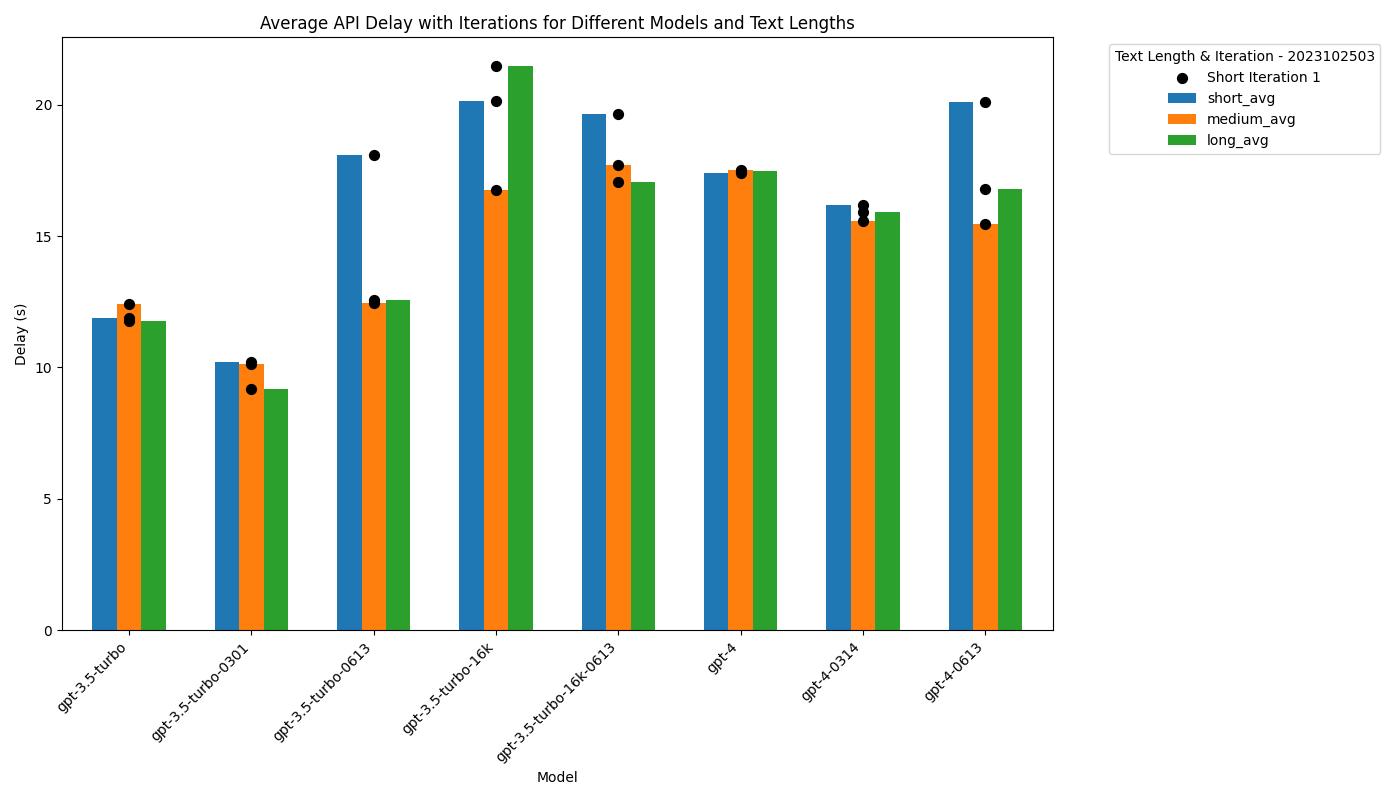 Average API Delay with Iterations for Different Models and Text Lengths
Text Length & Iteration - 2023102503
Short Iteration 1
short_avg
medium_avg
long_avg
Delay (s)
20
15
10
5
0
gpt-3.5-turbo
gpt-3.5-turbo-0301
gpt-3.5-turbo-0613
gpt-3.5-turbo-16k
gpt-3.5-turbo-16k-0613
gpt-4
gpt-4-0314
gpt-4-0613
Model